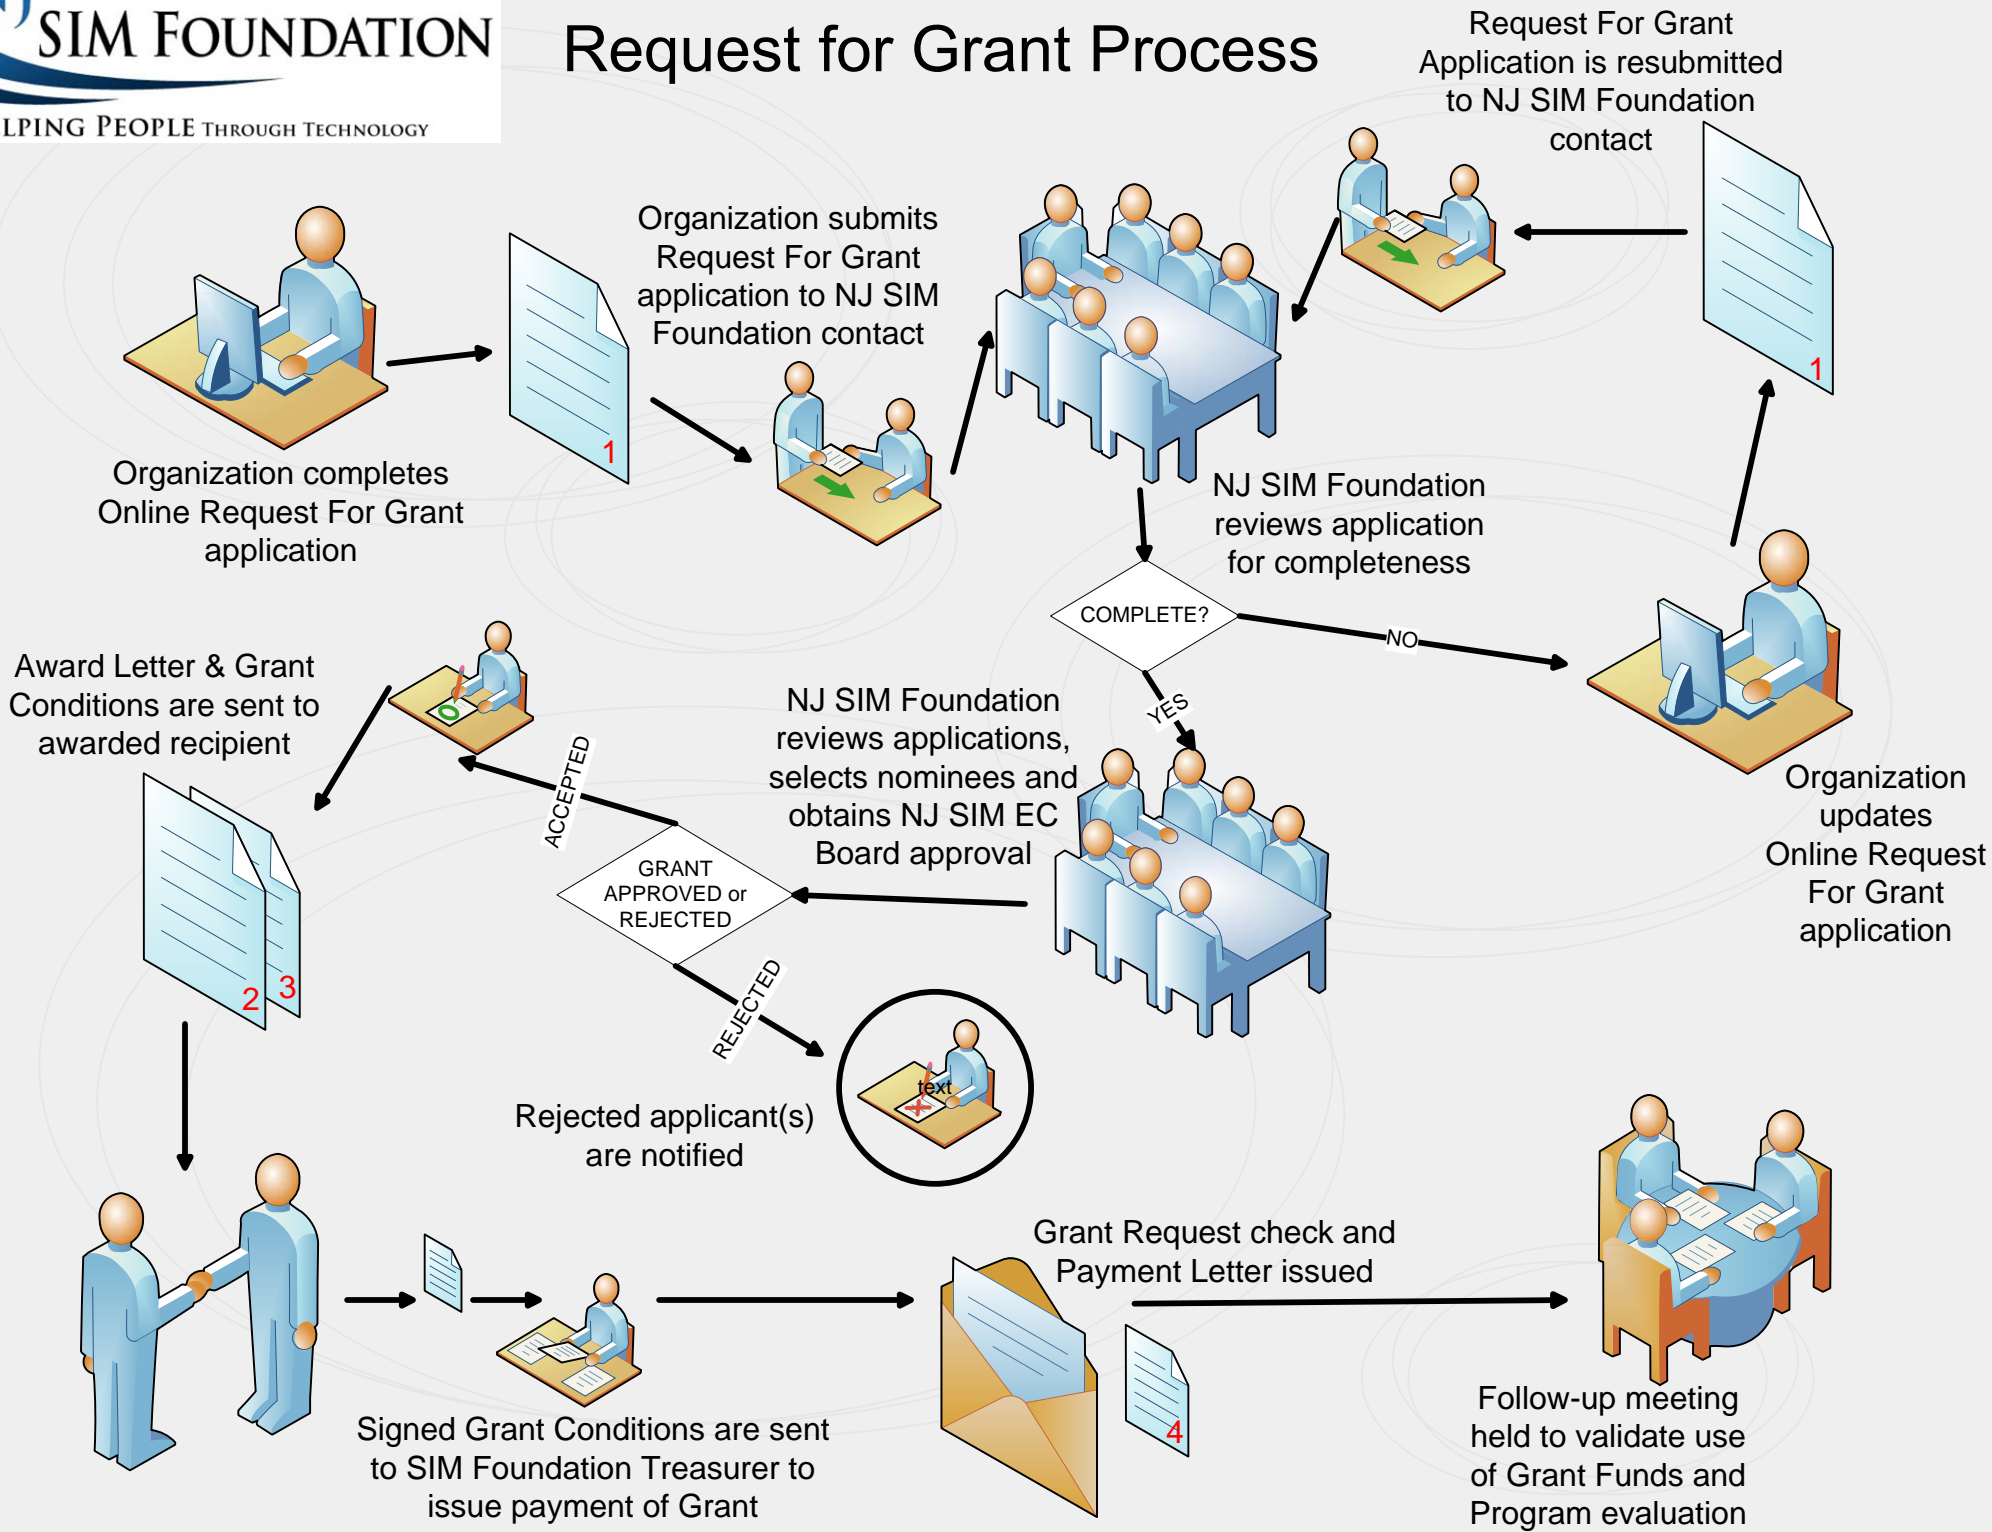 SIM FOUNDATION
PEOPLE THROUGH TECHNOLOGY
Request for Grant Process
Request For Grant
Application is resubmitted
to NJ SIM Foundation
contact
1
Organization submits
Request For Grant
application to NJ SIM
Foundation contact
1
Organization completes
Online Request For Grant
application
NJ SIM Foundation
reviews application
for completeness
COMPLETE?
NO
YES
Organization
updates
Online Request
For Grant
application
NJ SIM Foundation
reviews applications,
selects nominees and
obtains NJ SIM EC
Board approval
GRANT
APPROVED or
REJECTED
ACCEPTED
REJECTED
Award Letter & Grant
Conditions are sent to
awarded recipient
2
3
text
Rejected applicant(s)
are notified
Signed Grant Conditions are sent
to SIM Foundation Treasurer to
issue payment of Grant
Grant Request check and
Payment Letter issued
4
Follow-up meeting
held to validate use
of Grant Funds and
Program evaluation